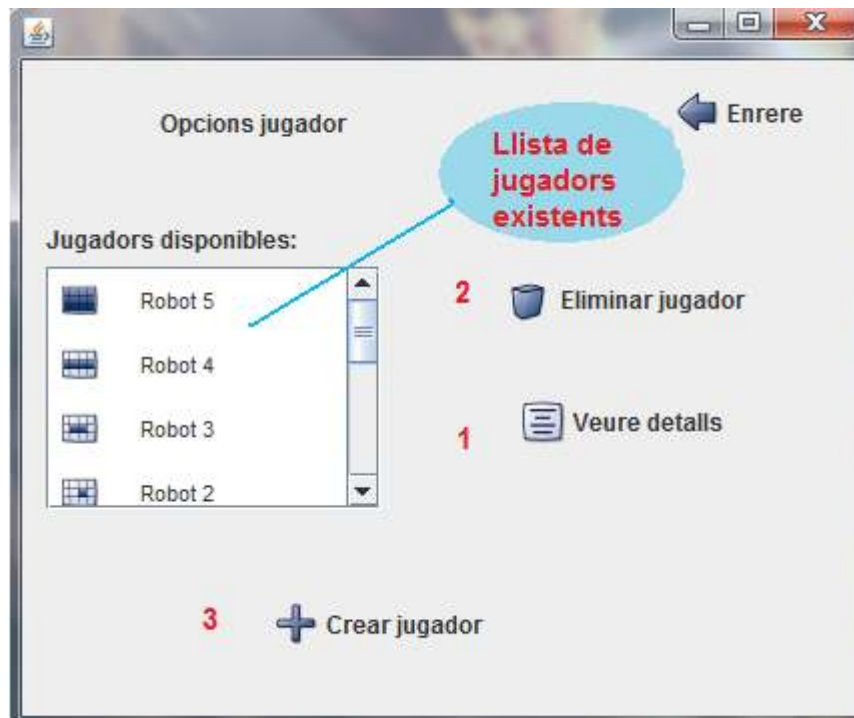 Opcions jugador
Enrere
Llista de
jugadors
existents
Jugadors disponibles:
Robot 5
Robot 4
Robot 3
Robot 2
2 Eliminar jugador
1 Veure detalls
3 Crear jugador